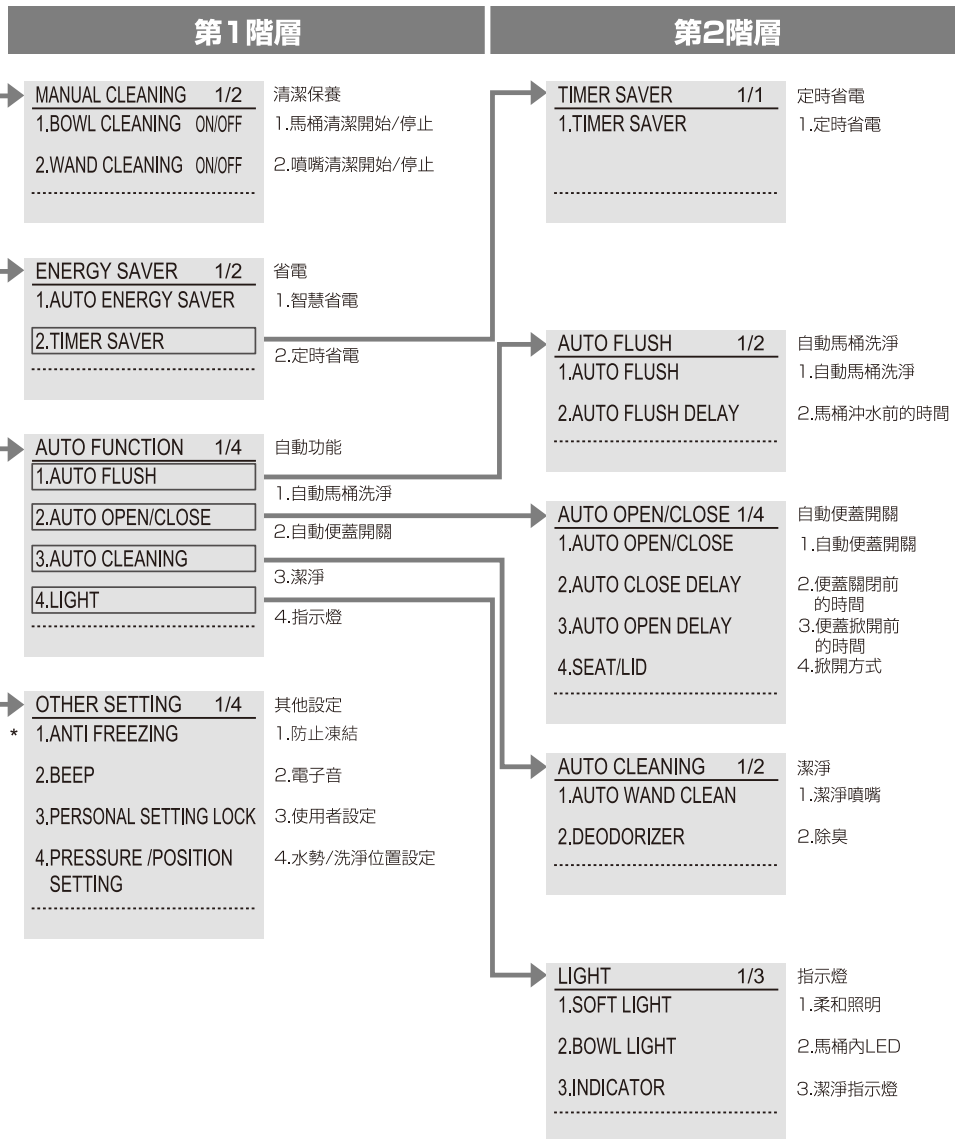 第1階層
第2階層
MANUAL CLEANING 1/2
清潔保養
1.BOWL CLEANING ON/OFF
1.馬桶清潔開始/停止
2.WAND CLEANING ON/OFF
2.噴嘴清潔開始/停止
ENERGY SAVER 1/2
省電
1.AUTO ENERGY SAVER
1.智慧省電
2.TIMER SAVER
2.定時省電
AUTO FUNCTION 1/4
自動功能
1.AUTO FLUSH
1.自動馬桶洗淨
2.AUTO OPEN/CLOSE
2.自動便蓋開關
3.AUTO CLEANING
3.潔淨
4.LIGHT
4.指示燈
OTHER SETTING 1/4
其他設定
* 1.ANTI FREEZING
1.防止凍結
2.BEEP
2.電子音
3.PERSONAL SETTING LOCK
3.使用者設定
4.PRESSURE /POSITION
SETTING
4.水勢/洗淨位置設定
TIMER SAVER 1/1
定時省電
1.TIMER SAVER
1.定時省電
AUTO FLUSH 1/2
自動馬桶洗淨
1.AUTO FLUSH
1.自動馬桶洗淨
2.AUTO FLUSH DELAY
2.馬桶沖水前的時間
AUTO OPEN/CLOSE 1/4
自動便蓋開關
1.AUTO OPEN/CLOSE
1.自動便蓋開關
2.AUTO CLOSE DELAY
2.便蓋關閉前
的時間
3.AUTO OPEN DELAY
3.便蓋掀開前
的時間
4.SEAT/LID
4.掀開方式
AUTO CLEANING 1/2
潔淨
1.AUTO WAND CLEAN
1.潔淨噴嘴
2.DEODORIZER
2.除臭
LIGHT 1/3
指示燈
1.SOFT LIGHT
1.柔和照明
2.BOWL LIGHT
2.馬桶內LED
3.INDICATOR
3.潔淨指示燈